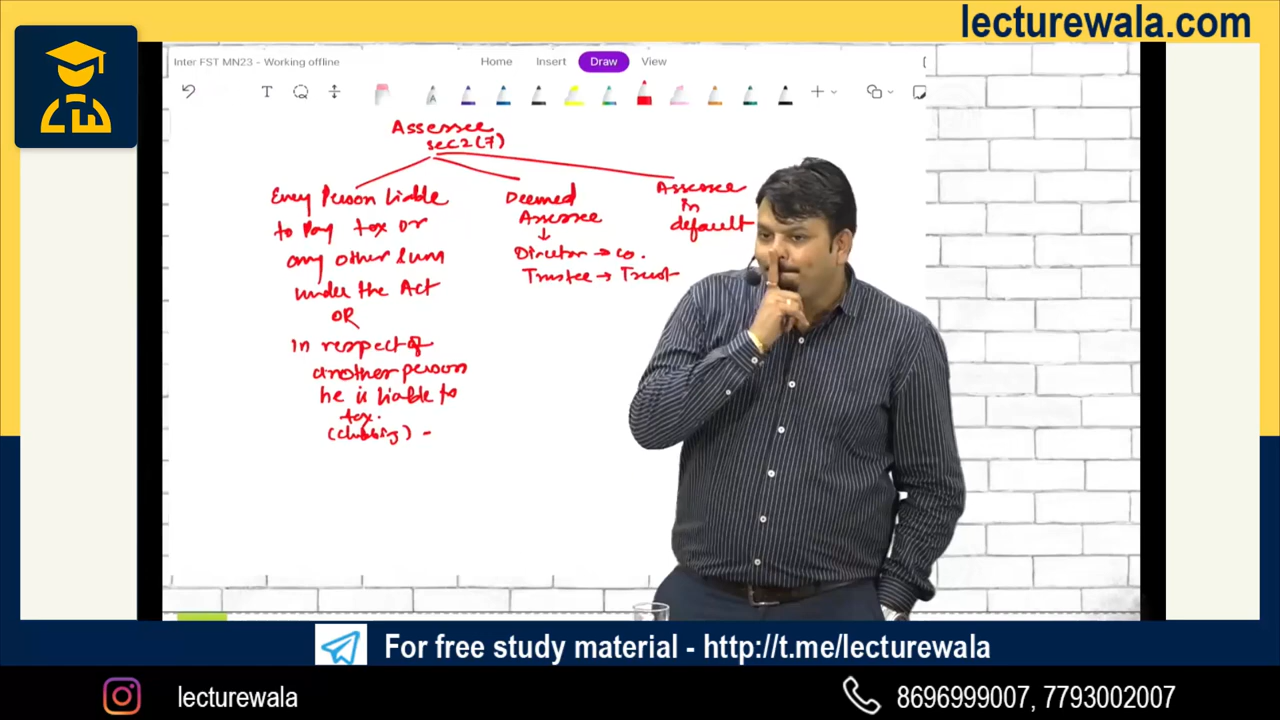 lecturewala.com
Inter FST MN23 - Working offline
Home Insert Draw View
Assessee
sec 2(7)
Every Person Liable
to Pay tax or
any other Sum
under the Act
OR
In respect of
another person
he is liable to
tax.
(clubbing) -
Deemed
Assessee
↓
Director → Co.
Trustee → Trust
Assessee
in
default
For free study material - http://t.me/lecturewala
lecturewala
8696999007, 7793002007